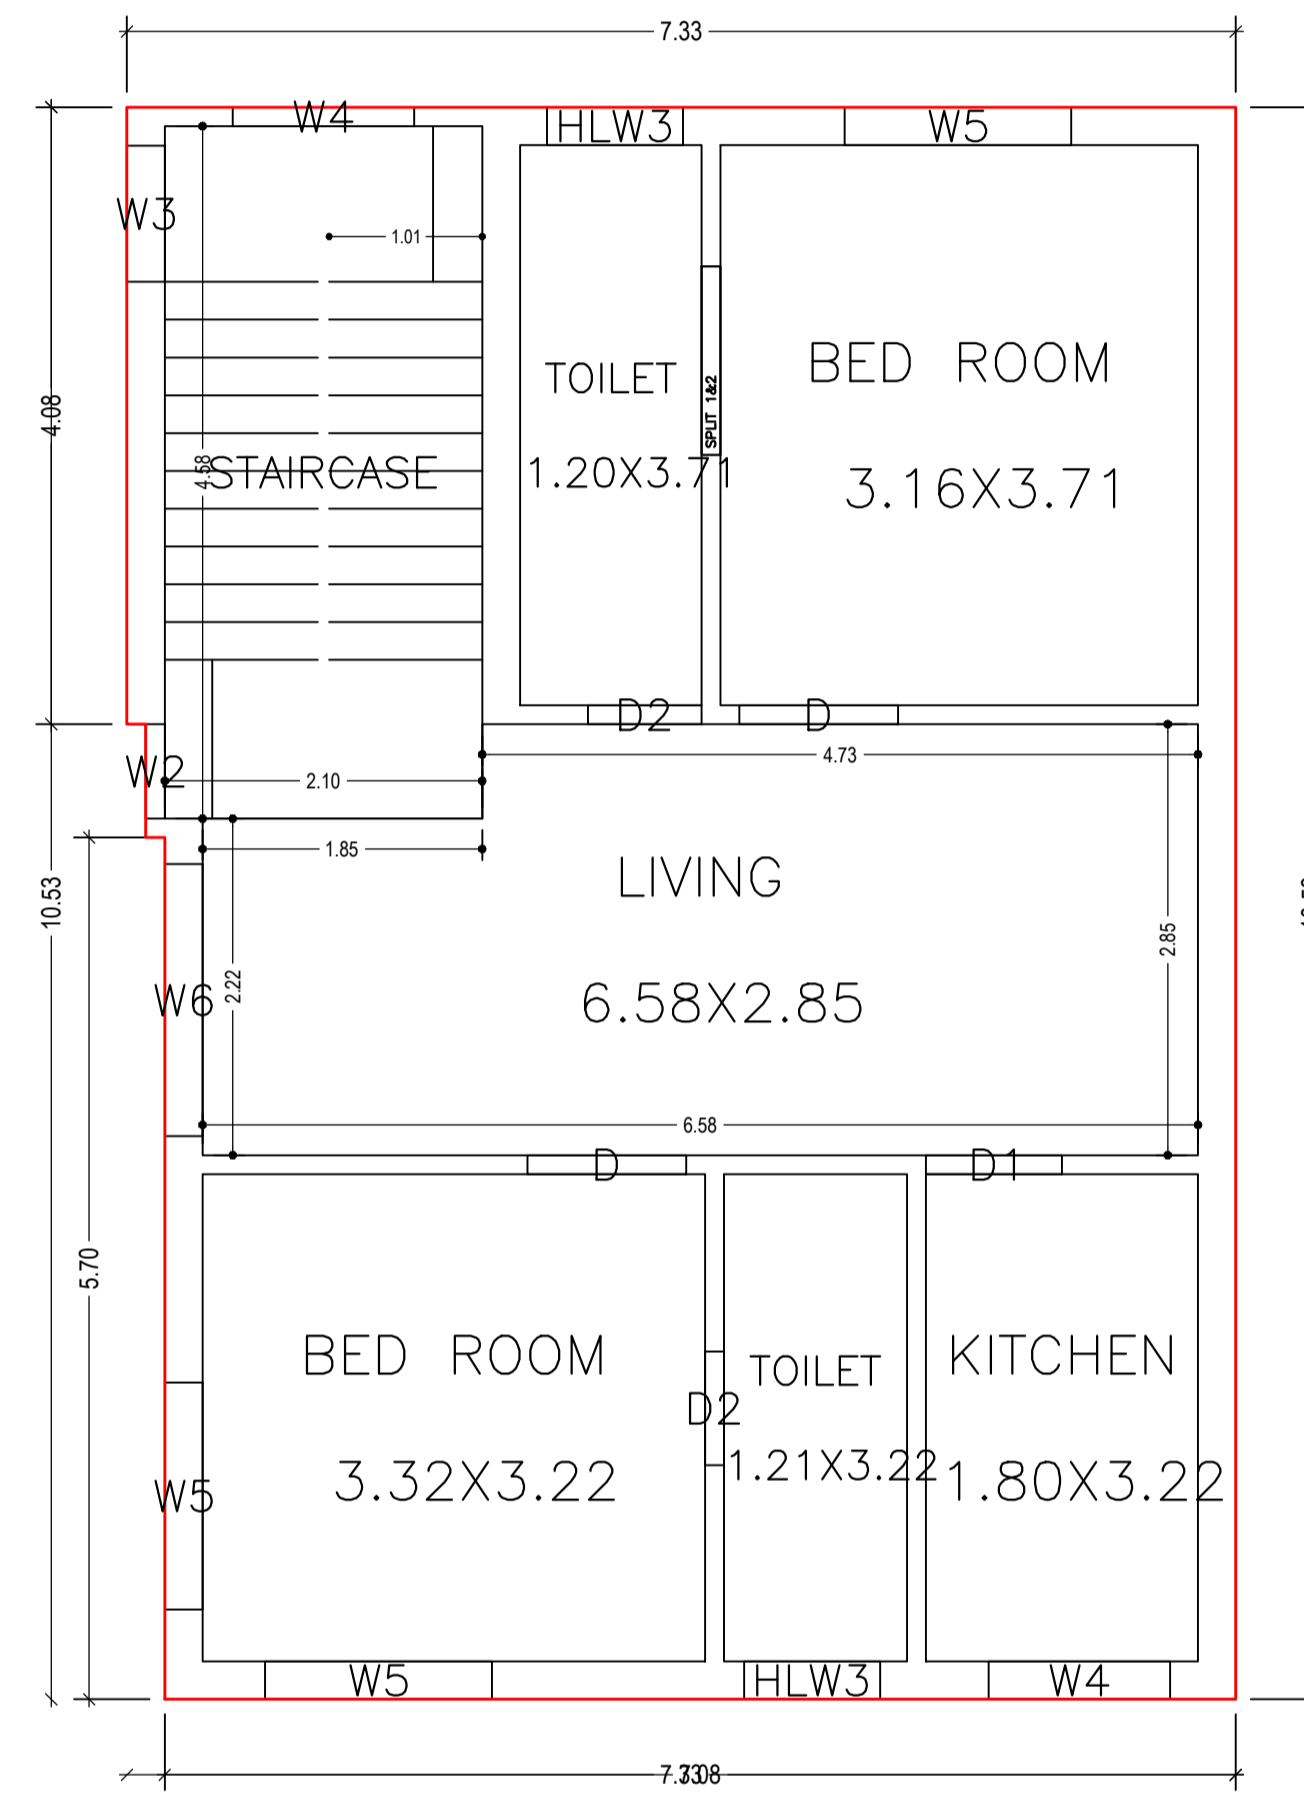 7.33
W4
HLW3
W5
W3
1.01
4.08
TOILET
BED ROOM
SPLIT 1&2
4.58
STAIRCASE
1.20X3.71
3.16X3.71
D2
D
W2
2.10
4.73
1.85
LIVING
10.53
2.85
W6
2.22
6.58X2.85
6.58
D
D1
5.70
BED ROOM
TOILET
KITCHEN
D2
3.32X3.22
1.21X3.22
1.80X3.22
W5
W5
HLW3
W4